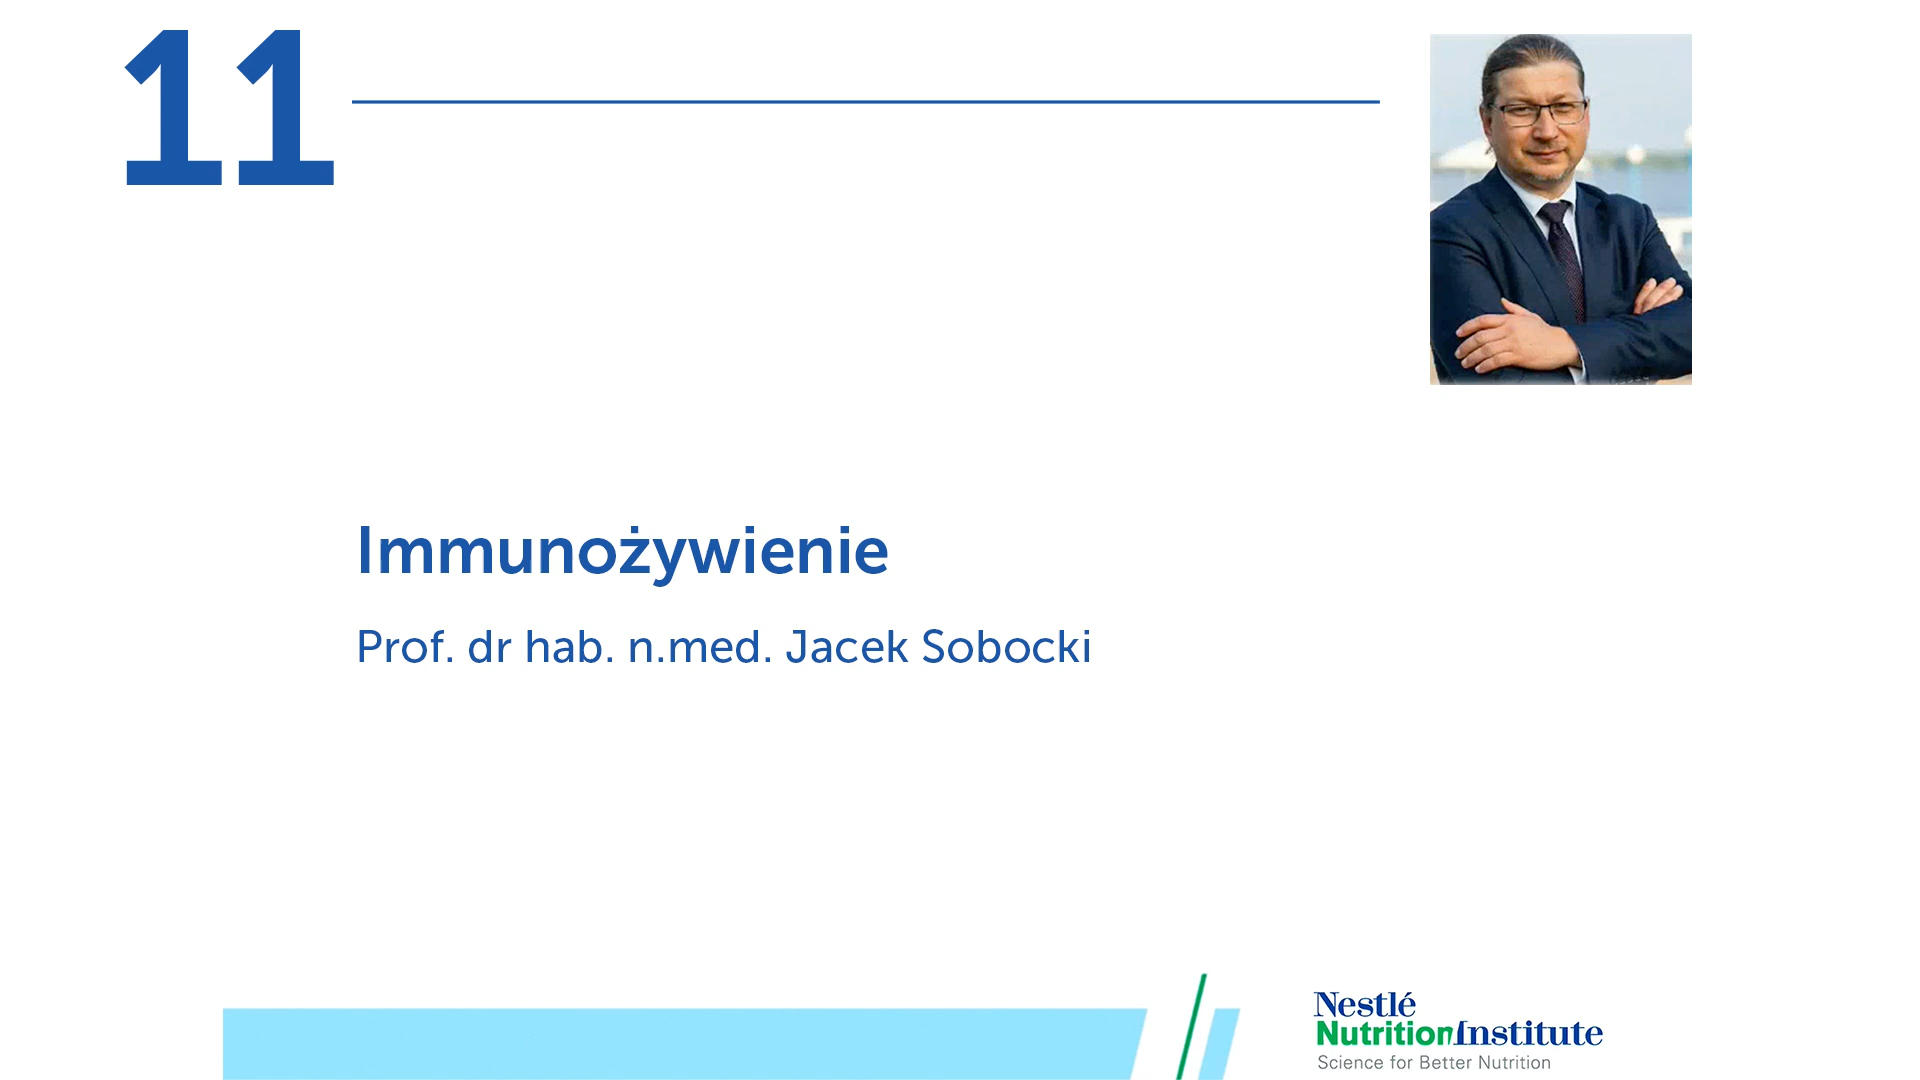 11
Immunożywienie
Prof. dr hab. n.med. Jacek Sobocki
Nestlé
NutritionInstitute
Science for Better Nutrition